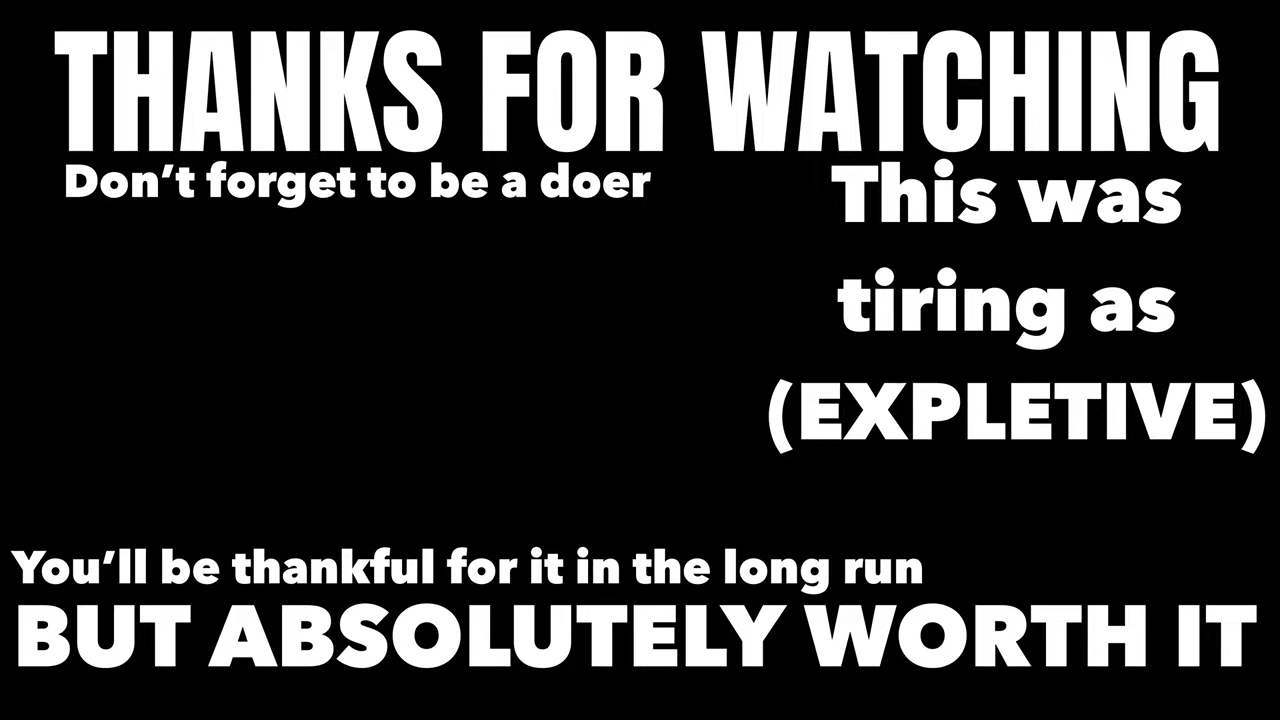 THANKS FOR WATCHING
Don’t forget to be a doer
This was
tiring as
(EXPLETIVE)
You’ll be thankful for it in the long run
BUT ABSOLUTELY WORTH IT